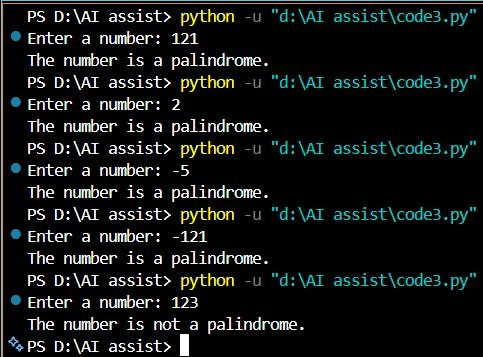 PS D:\AI assist> python -u "d:\AI assist\code3.py"
Enter a number: 121
The number is a palindrome.
PS D:\AI assist> python -u "d:\AI assist\code3.py"
Enter a number: 2
The number is a palindrome.
PS D:\AI assist> python -u "d:\AI assist\code3.py"
Enter a number: -5
The number is a palindrome.
PS D:\AI assist> python -u "d:\AI assist\code3.py"
Enter a number: -121
The number is a palindrome.
PS D:\AI assist> python -u "d:\AI assist\code3.py"
Enter a number: 123
The number is not a palindrome.
PS D:\AI assist>